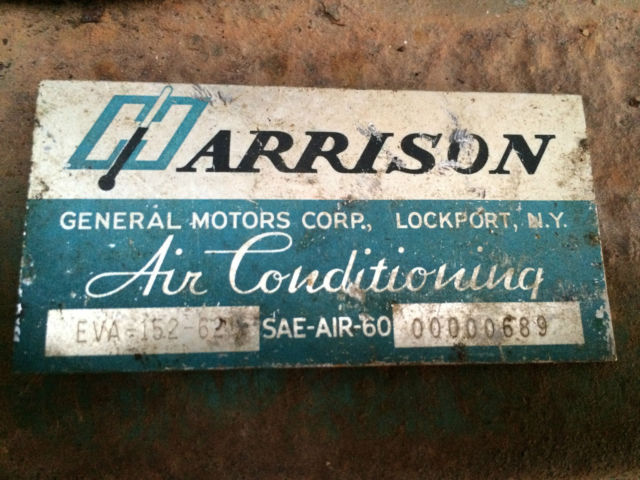 HARRISON
GENERAL MOTORS CORP., LOCKPORT, N.Y.
Air Conditioning
EVA-152-62 SAE-AIR-60 00000689